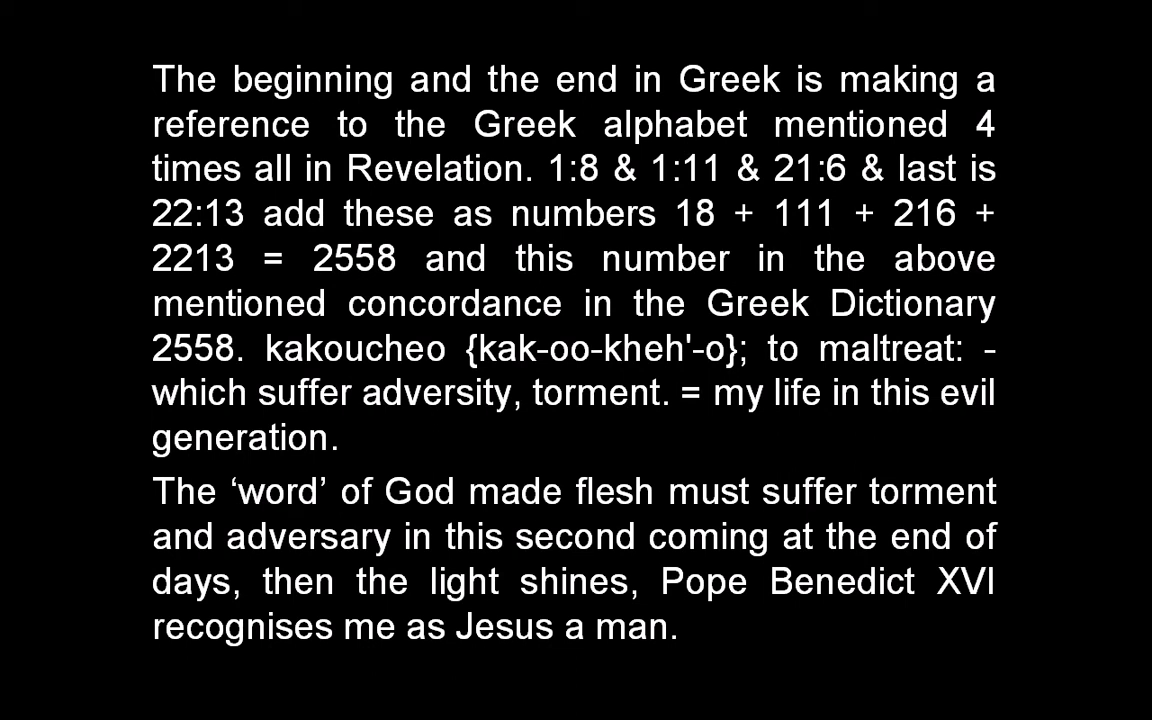 The beginning and the end in Greek is making a
reference to the Greek alphabet mentioned 4
times all in Revelation. 1:8 & 1:11 & 21:6 & last is
22:13 add these as numbers 18 + 111 + 216 +
2213 = 2558 and this number in the above
mentioned concordance in the Greek Dictionary
2558. kakoucheo {kak-oo-kheh'-o}; to maltreat: -
which suffer adversity, torment. = my life in this evil
generation.
The ‘word’ of God made flesh must suffer torment
and adversary in this second coming at the end of
days, then the light shines, Pope Benedict XVI
recognises me as Jesus a man.